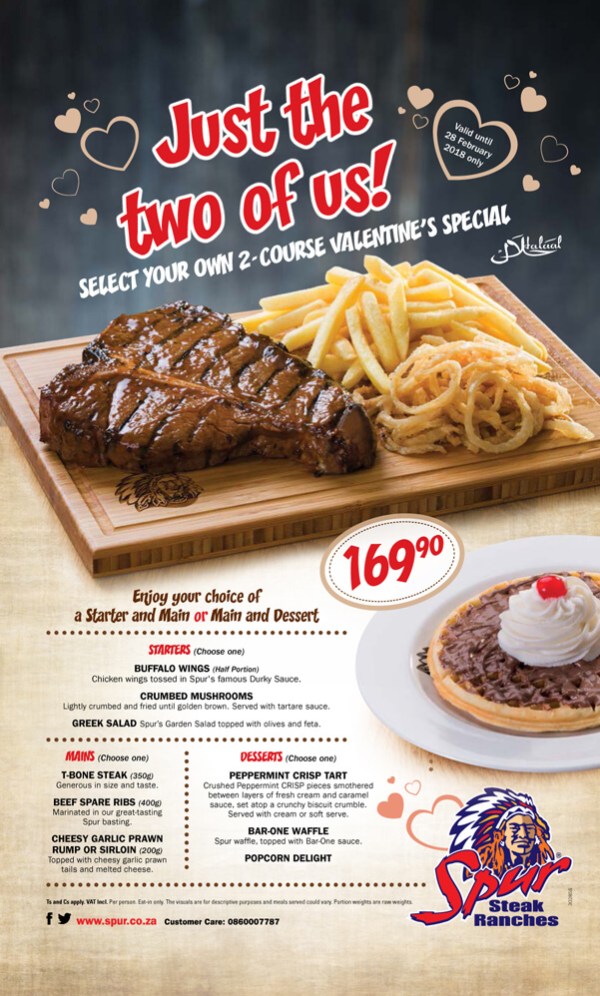 Just the
two of us!
Valid until
28 February
2018 only
SELECT YOUR OWN 2-COURSE VALENTINE'S SPECIAL
Halaal
169⁹⁰
Enjoy your choice of
a Starter and Main or Main and Dessert
STARTERS (Choose one)
BUFFALO WINGS (Half Portion)
Chicken wings tossed in Spur's famous Durky Sauce.
CRUMBED MUSHROOMS
Lightly crumbed and fried until golden brown. Served with tartare sauce.
GREEK SALAD Spur's Garden Salad topped with olives and feta.
MAINS (Choose one)
T-BONE STEAK (350g)
Generous in size and taste.
BEEF SPARE RIBS (400g)
Marinated in our great-tasting
Spur basting.
CHEESY GARLIC PRAWN
RUMP OR SIRLOIN (200g)
Topped with cheesy garlic prawn
tails and melted cheese.
DESSERTS (Choose one)
PEPPERMINT CRISP TART
Crushed Peppermint CRISP pieces smothered
between layers of fresh cream and caramel
sauce, set atop a crunchy biscuit crumble.
Served with cream or soft serve.
BAR-ONE WAFFLE
Spur waffle, topped with Bar-One sauce.
POPCORN DELIGHT
Spur
Steak
Ranches
Ts and Cs apply. VAT Incl. Per person. Eat-in only. The visuals are for descriptive purposes and meals served could vary. Portion weights are raw weights.
www.spur.co.za Customer Care: 0860007787